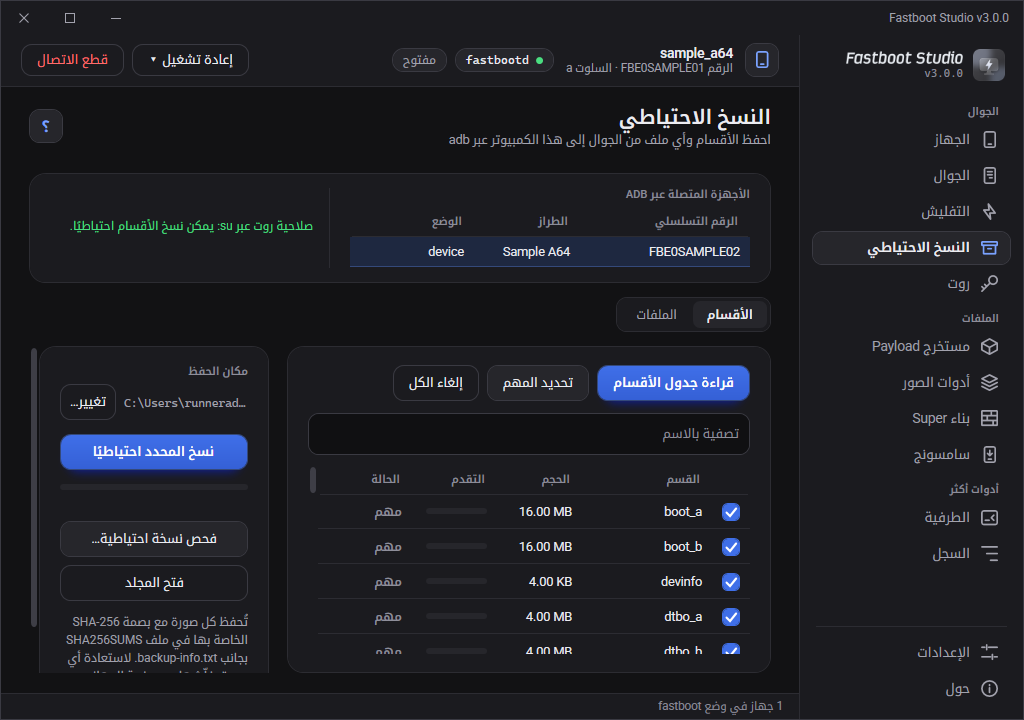 Fastboot Studio v3.0.0
Fastboot Studio
v3.0.0
الجوال
الجهاز
الجوال
التفليش
النسخ الاحتياطي
روت
الملفات
مستخرج Payload
أدوات الصور
بناء Super
سامسونج
أدوات أكثر
الطرفية
السجل
الإعدادات
حول
sample_a64
الرقم FBE0SAMPLE01 · السلوت a
fastbootd
مفتوح
إعادة تشغيل
قطع الاتصال
النسخ الاحتياطي
احفظ الأقسام وأي ملف من الجوال إلى هذا الكمبيوتر عبر adb
؟
الأجهزة المتصلة عبر ADB
الرقم التسلسلي الطراز الوضع
FBE0SAMPLE02 Sample A64 device
صلاحية روت عبر su: يمكن نسخ الأقسام احتياطيًا.
الأقسام الملفات
قراءة جدول الأقسام تحديد المهم إلغاء الكل
تصفية بالاسم
القسم الحجم التقدم الحالة
boot_a 16.00 MB مهم
boot_b 16.00 MB مهم
devinfo 4.00 KB مهم
dtbo_a 4.00 MB مهم
dtbo_b 4.00 MB مهم
مكان الحفظ
C:\Users\runnerad…
تغيير...
نسخ المحدد احتياطيًا
فحص نسخة احتياطية...
فتح المجلد
تُحفظ كل صورة مع بصمة SHA-256
الخاصة بها في ملف SHA256SUMS
بجانب backup-info.txt. لاستعادة أي
1 جهاز في وضع fastboot